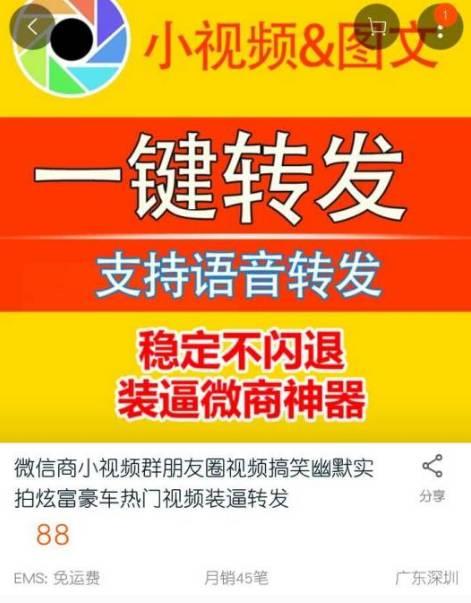 小视频&图文
1
一键转发
支持语音转发
稳定不闪退
装逼微商神器
微信商小视频群朋友圈视频搞笑幽默实
拍炫富豪车热门视频装逼转发
分享
88
EMS: 免运费
月销45笔
广东深圳